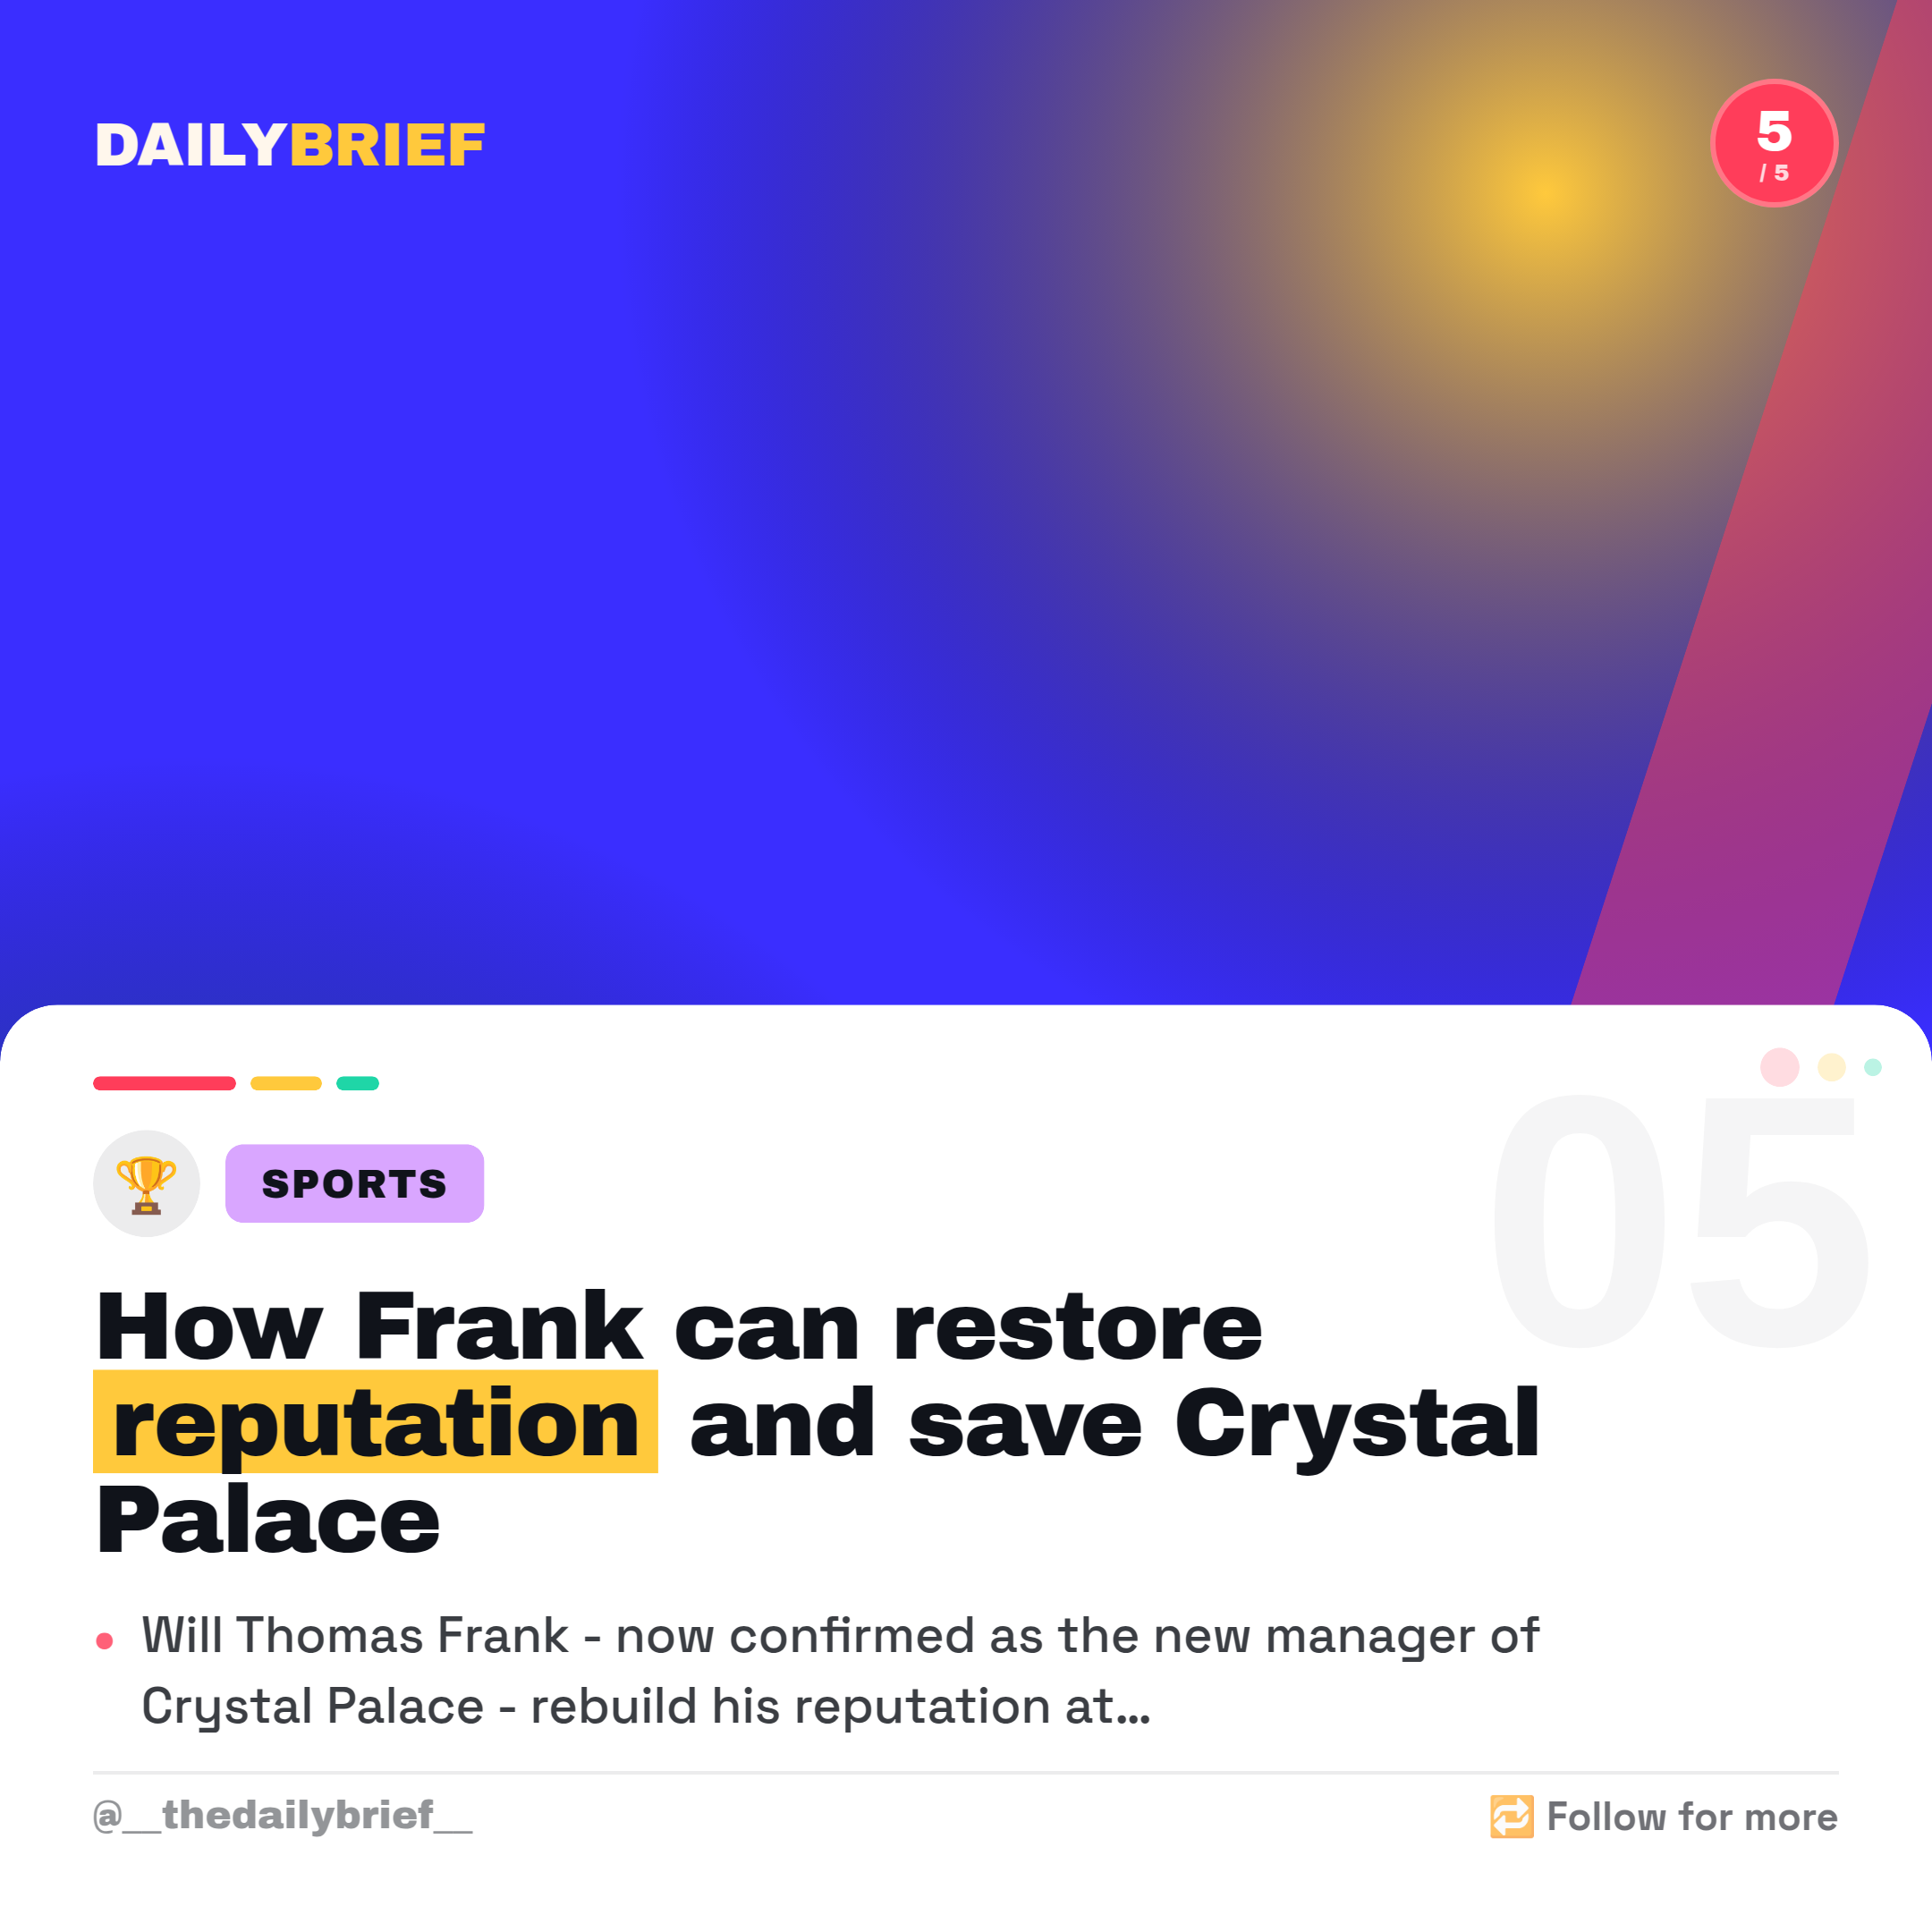 DAILYBRIEF
5
/ 5
05
🏆 SPORTS
How Frank can restore
reputation and save Crystal
Palace
• Will Thomas Frank - now confirmed as the new manager of
Crystal Palace - rebuild his reputation at...
@__thedailybrief__
🔁 Follow for more